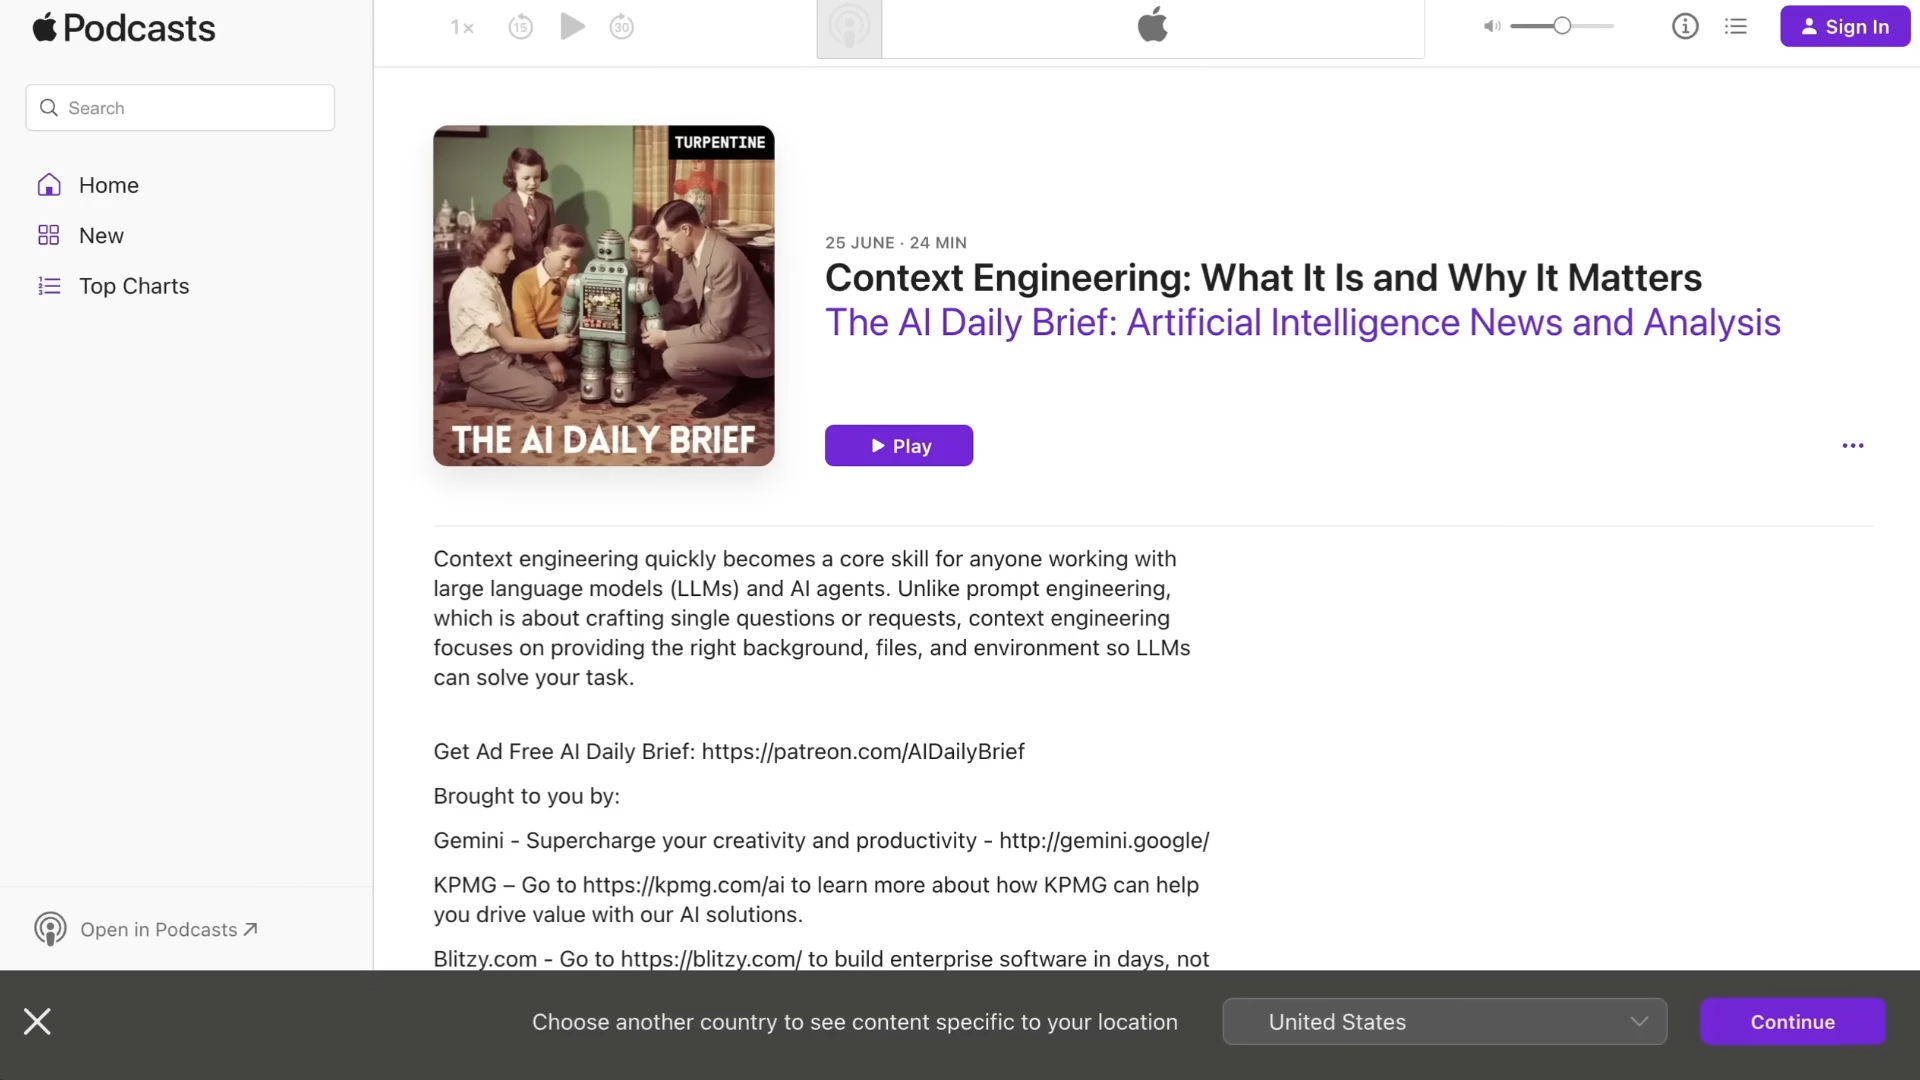 Podcasts
1×
15
30
Sign In
Search
Home
New
Top Charts
TURPENTINE
THE AI DAILY BRIEF
25 JUNE · 24 MIN
Context Engineering: What It Is and Why It Matters
The AI Daily Brief: Artificial Intelligence News and Analysis
Play
Context engineering quickly becomes a core skill for anyone working with
large language models (LLMs) and AI agents. Unlike prompt engineering,
which is about crafting single questions or requests, context engineering
focuses on providing the right background, files, and environment so LLMs
can solve your task.
Get Ad Free AI Daily Brief: https://patreon.com/AIDailyBrief
Brought to you by:
Gemini - Supercharge your creativity and productivity - http://gemini.google/
KPMG – Go to https://kpmg.com/ai to learn more about how KPMG can help
you drive value with our AI solutions.
Blitzy.com - Go to https://blitzy.com/ to build enterprise software in days, not
Open in Podcasts
Choose another country to see content specific to your location
United States
Continue